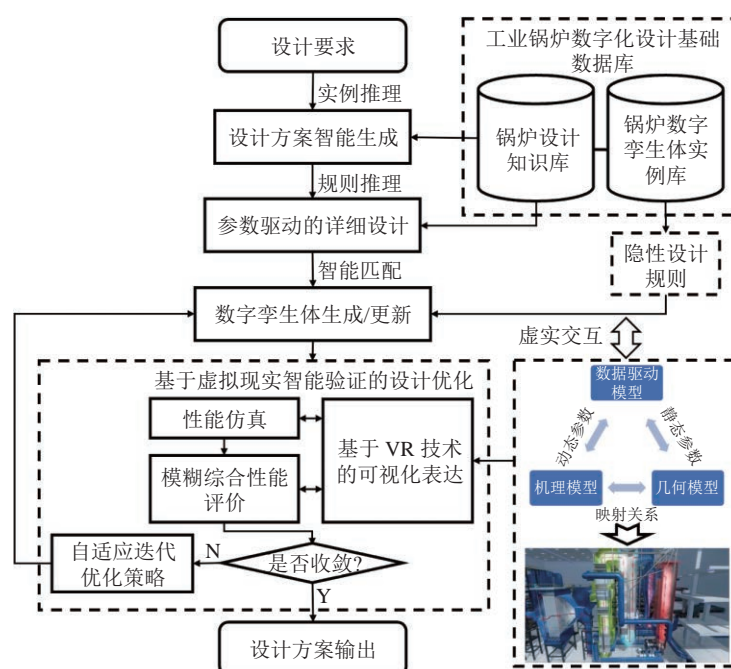 设计要求
实例推理
设计方案智能生成
规则推理
参数驱动的详细设计
智能匹配
数字孪生体生成/更新
工业锅炉数字化设计基础
数据库
锅炉设计
知识库
锅炉数字
孪生体实
例库
隐性设计
规则
虚实交互
基于虚拟现实智能验证的设计优化
性能仿真
模糊综合性能
评价
基于 VR 技术
的可视化表达
自适应迭代
优化策略
N
是否收敛?
Y
设计方案输出
数据驱动
模型
动态参数
静态参数
机理模型
几何模型
映射关系